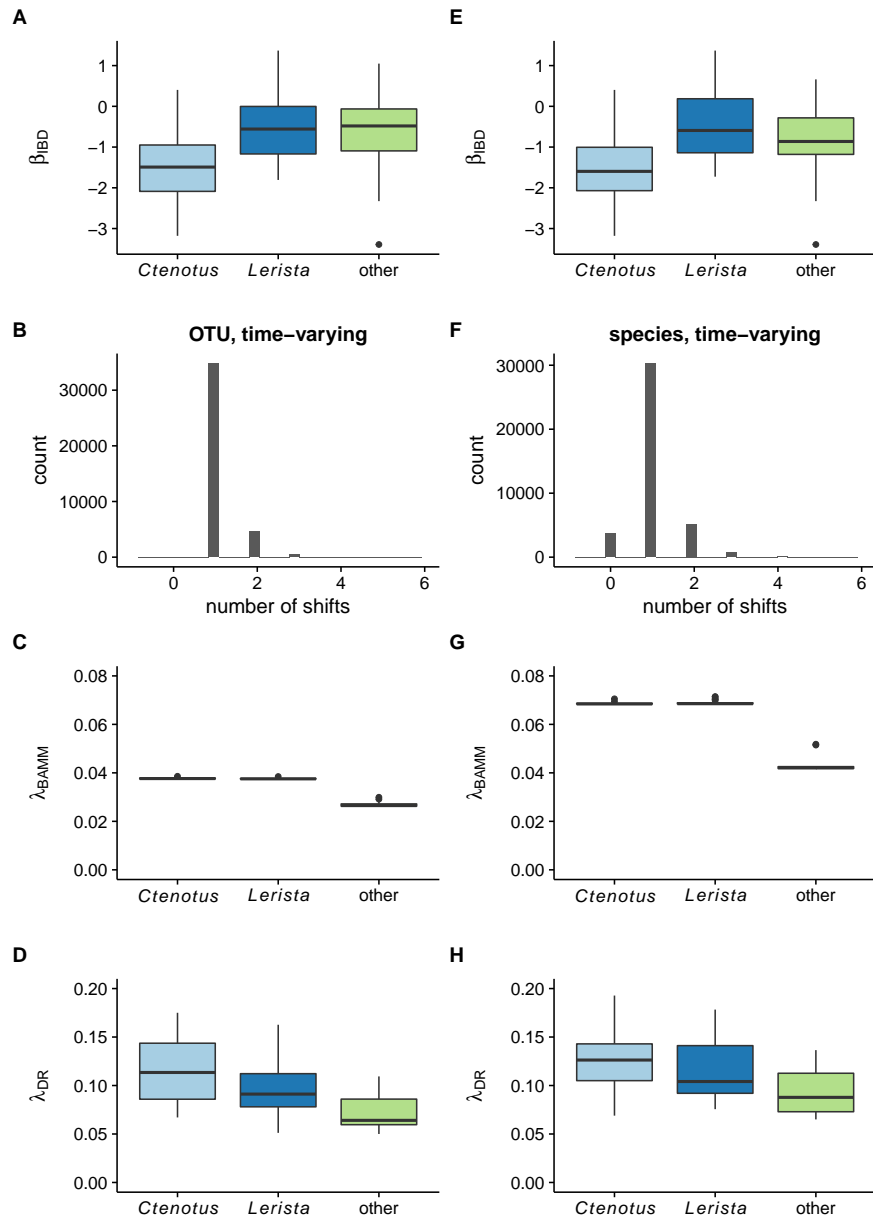 A
1
0
−1
−2
−3
βIBD
Ctenotus Lerista other
E
1
0
−1
−2
−3
βIBD
Ctenotus Lerista other
B
OTU, time−varying
30000
20000
10000
0
count
0 2 4 6
number of shifts
F
species, time−varying
30000
20000
10000
0
count
0 2 4 6
number of shifts
C
0.08
0.06
0.04
0.02
0.00
λBAMM
Ctenotus Lerista other
G
0.08
0.06
0.04
0.02
0.00
λBAMM
Ctenotus Lerista other
D
0.20
0.15
0.10
0.05
0.00
λDR
Ctenotus Lerista other
H
0.20
0.15
0.10
0.05
0.00
λDR
Ctenotus Lerista other